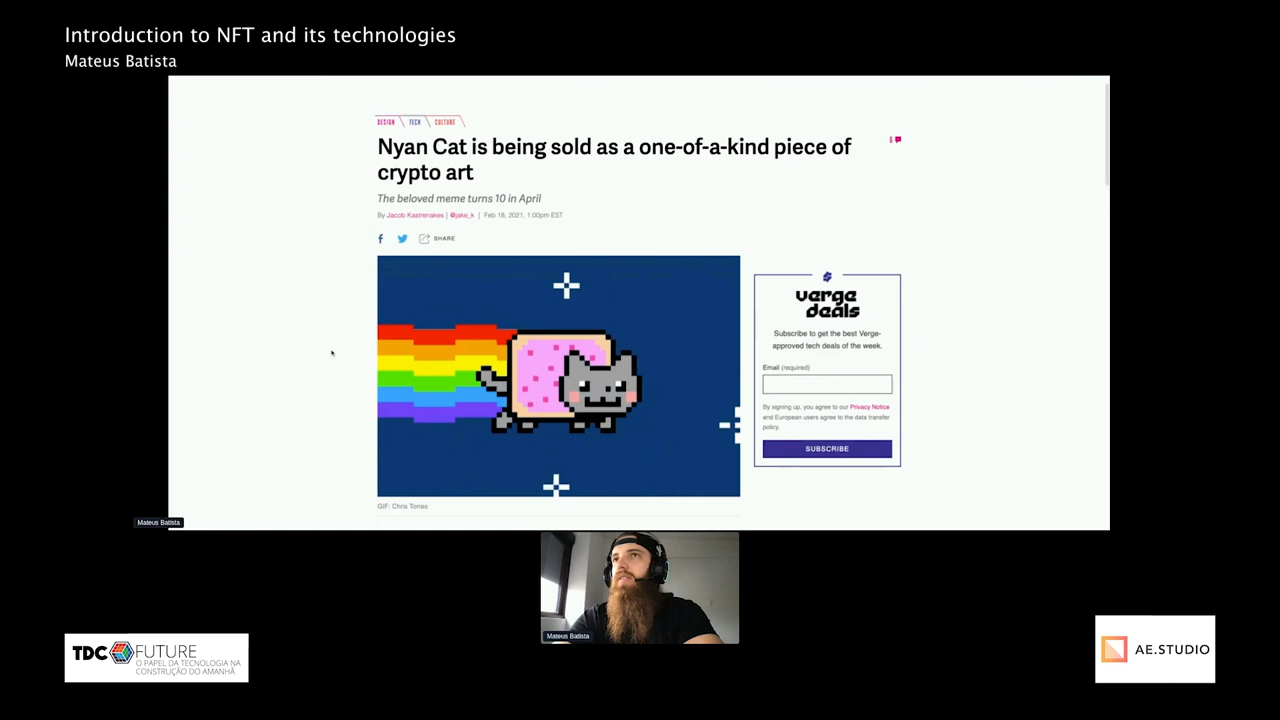 Introduction to NFT and its technologies
Mateus Batista
DESIGN TECH CULTURE
Nyan Cat is being sold as a one-of-a-kind piece of
crypto art
6
The beloved meme turns 10 in April
By Jacob Kastrenakes | @jake_k | Feb 18, 2021, 1:00pm EST
f SHARE
verge
deals
Subscribe to get the best Verge-
approved tech deals of the week.
Email (required)
By signing up, you agree to our Privacy Notice
and European users agree to the data transfer
policy.
SUBSCRIBE
GIF: Chris Torres
Mateus Batista
Mateus Batista
TDC FUTURE
O PAPEL DA TECNOLOGIA NA
CONSTRUÇÃO DO AMANHÃ
AE.STUDIO